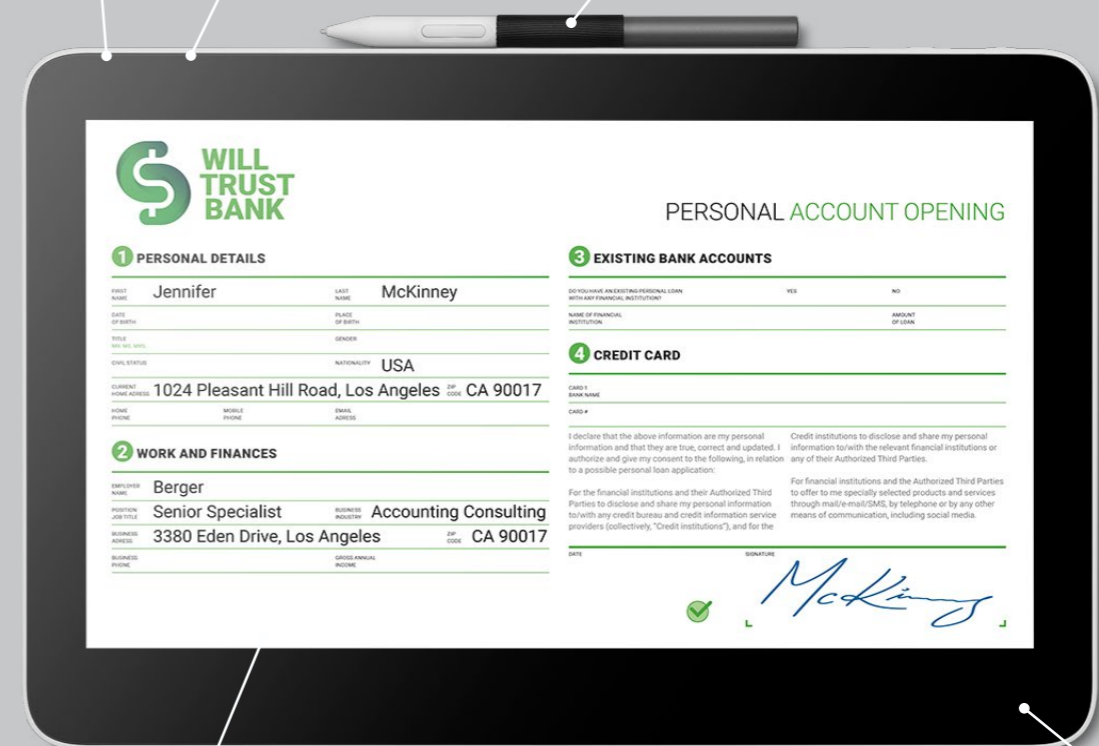 WILL
TRUST
BANK
PERSONAL ACCOUNT OPENING
1 PERSONAL DETAILS
FIRST NAME Jennifer LAST NAME McKinney
DATE OF BIRTH PLACE OF BIRTH
TITLE GENDER
MR, MS, MRS,
CIVIL STATUS NATIONALITY USA
CURRENT HOME ADRESS 1024 Pleasant Hill Road, Los Angeles ZIP CODE CA 90017
HOME PHONE MOBILE PHONE EMAIL ADRESS
2 WORK AND FINANCES
EMPLOYER NAME Berger
POSITION JOB TITLE Senior Specialist BUSINESS INDUSTRY Accounting Consulting
BUSINESS ADRESS 3380 Eden Drive, Los Angeles ZIP CODE CA 90017
BUSINESS PHONE GROSS ANNUAL INCOME
3 EXISTING BANK ACCOUNTS
DO YOU HAVE AN EXISTING PERSONAL LOAN YES NO
WITH ANY FINANCIAL INSTITUTION?
NAME OF FINANCIAL INSTITUTION AMOUNT OF LOAN
4 CREDIT CARD
CARD 1
BANK NAME
CARD #
I declare that the above information are my personal
information and that they are true, correct and updated. I
authorize and give my consent to the following, in relation
to a possible personal loan application:
For the financial institutions and their Authorized Third
Parties to disclose and share my personal information
to/with any credit bureau and credit information service
providers (collectively, "Credit institutions"), and for the
Credit institutions to disclose and share my personal
information to/with the relevant financial institutions or
any of their Authorized Third Parties.
For financial institutions and the Authorized Third Parties
to offer to me specially selected products and services
through mail/e-mail/SMS, by telephone or by any other
means of communication, including social media.
DATE SIGNATURE
McKinney